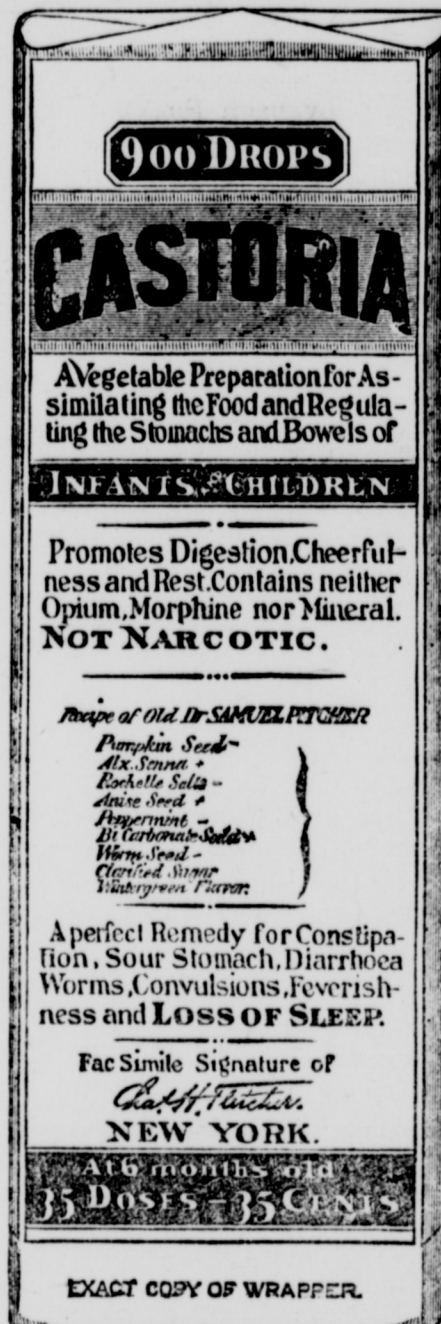 900 DROPS
CASTORIA
A Vegetable Preparation for As-
similating the Food and Regula-
ting the Stomachs and Bowels of
INFANTS & CHILDREN
Promotes Digestion,Cheerful-
ness and Rest.Contains neither
Opium,Morphine nor Mineral.
NOT NARCOTIC.
Recipe of Old Dr SAMUEL PITCHER
Pumpkin Seed -
Alx. Senna +
Rochelle Salts -
Anise Seed +
Peppermint -
Bi Carbonate Soda +
Worm Seed -
Clarified Sugar
Wintergreen Flavor.
A perfect Remedy for Constipa-
tion, Sour Stomach, Diarrhoea
Worms, Convulsions, Feverish-
ness and LOSS OF SLEEP.
Fac Simile Signature of
Chas. H. Fletcher.
NEW YORK.
At 6 months old
35 DOSES – 35 CENTS
EXACT COPY OF WRAPPER.